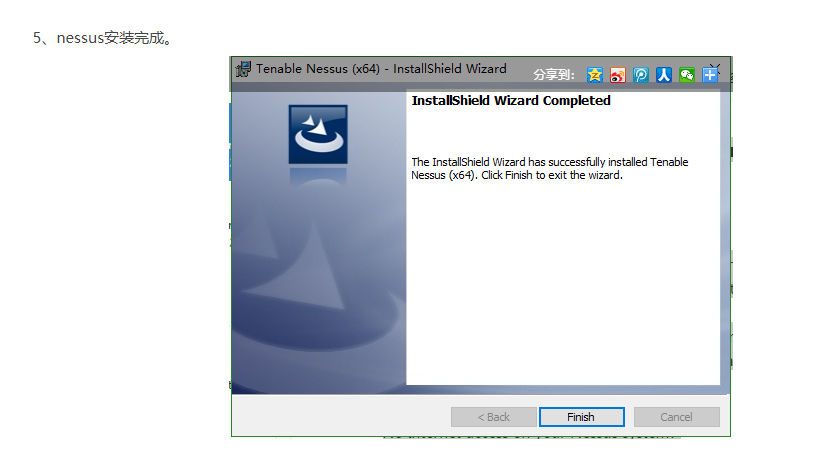 5、nessus安装完成。
Tenable Nessus (x64) - InstallShield Wizard
分享到:
InstallShield Wizard Completed
The InstallShield Wizard has successfully installed Tenable
Nessus (x64). Click Finish to exit the wizard.
< Back
Finish
Cancel